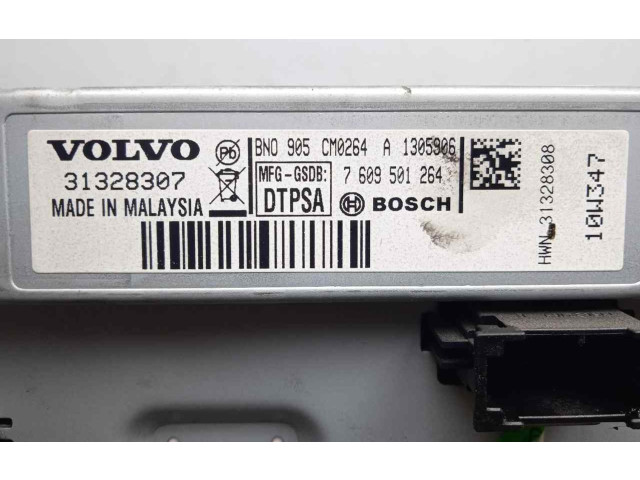 VOLVO
31328307
MADE IN MALAYSIA
Pb
BNO 905 CM0264 A 1305906
MFG-GSDB:
DTPSA
7 609 501 264
BOSCH
HWN 31328308
10W347